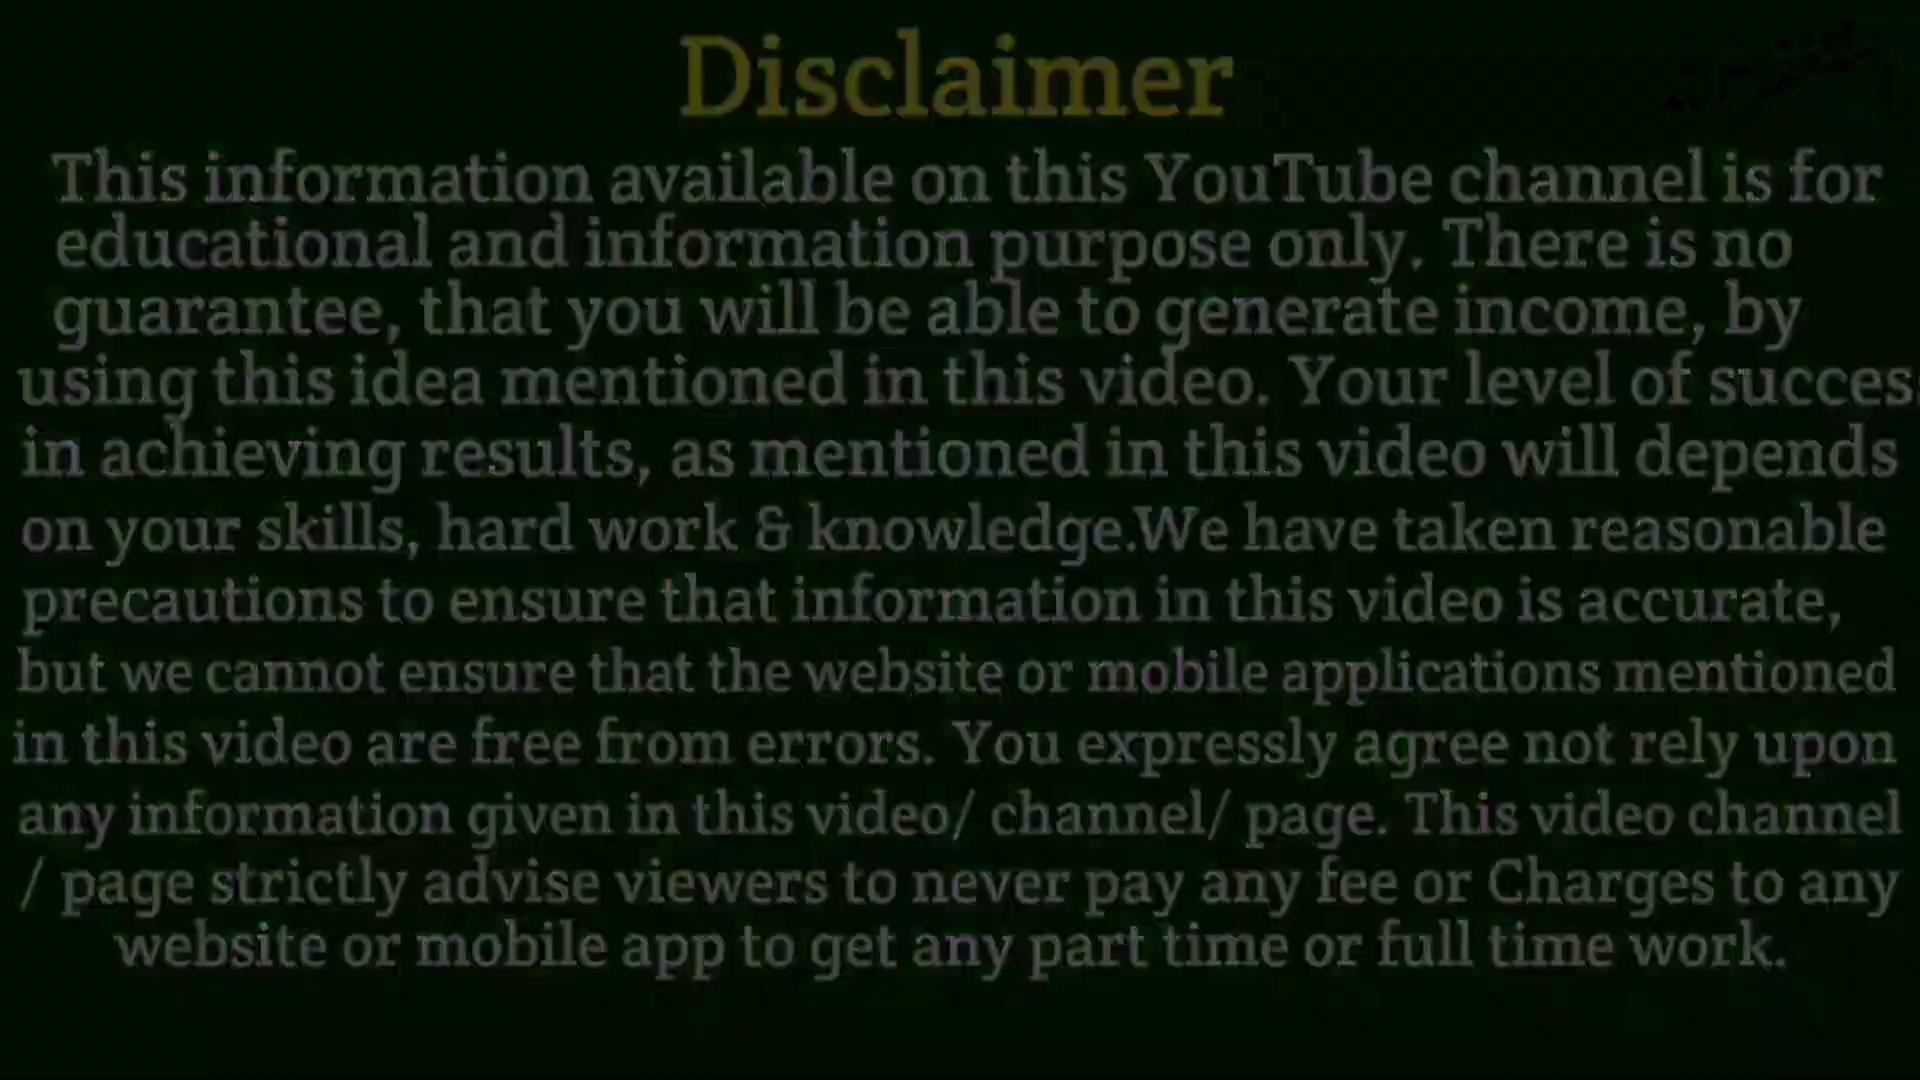 Disclaimer
This information available on this YouTube channel is for
educational and information purpose only. There is no
guarantee, that you will be able to generate income, by
using this idea mentioned in this video. Your level of succes
in achieving results, as mentioned in this video will depends
on your skills, hard work & knowledge.We have taken reasonable
precautions to ensure that information in this video is accurate,
but we cannot ensure that the website or mobile applications mentioned
in this video are free from errors. You expressly agree not rely upon
any information given in this video/ channel/ page. This video channel
/ page strictly advise viewers to never pay any fee or Charges to any
website or mobile app to get any part time or full time work.